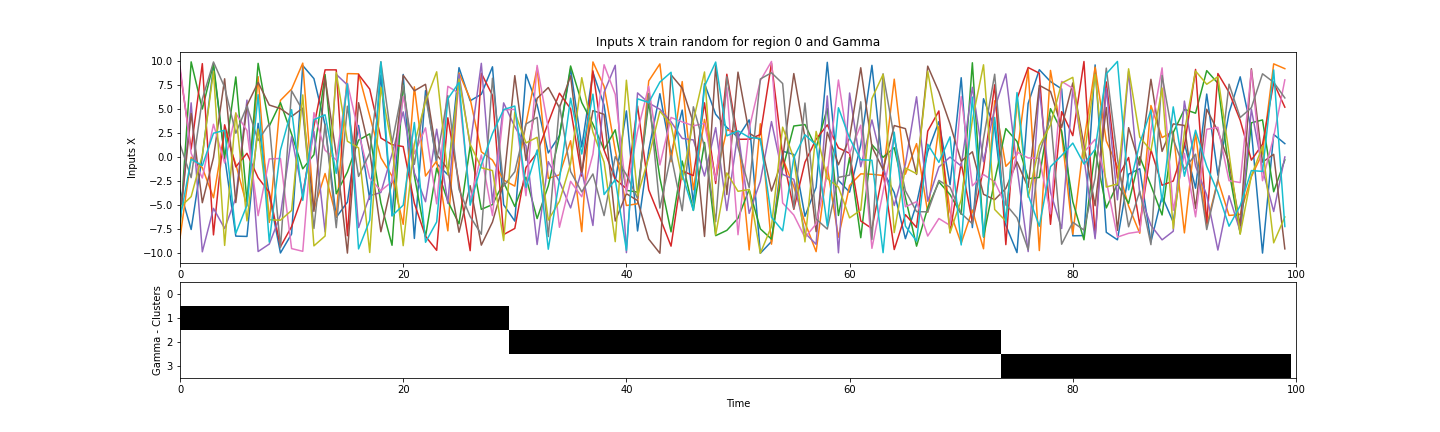 Inputs X train random for region 0 and Gamma
Inputs X
10.0
7.5
5.0
2.5
0.0
−2.5
−5.0
−7.5
−10.0
0 20 40 60 80 100
Gamma - Clusters
0
1
2
3
0 20 40 60 80 100
Time